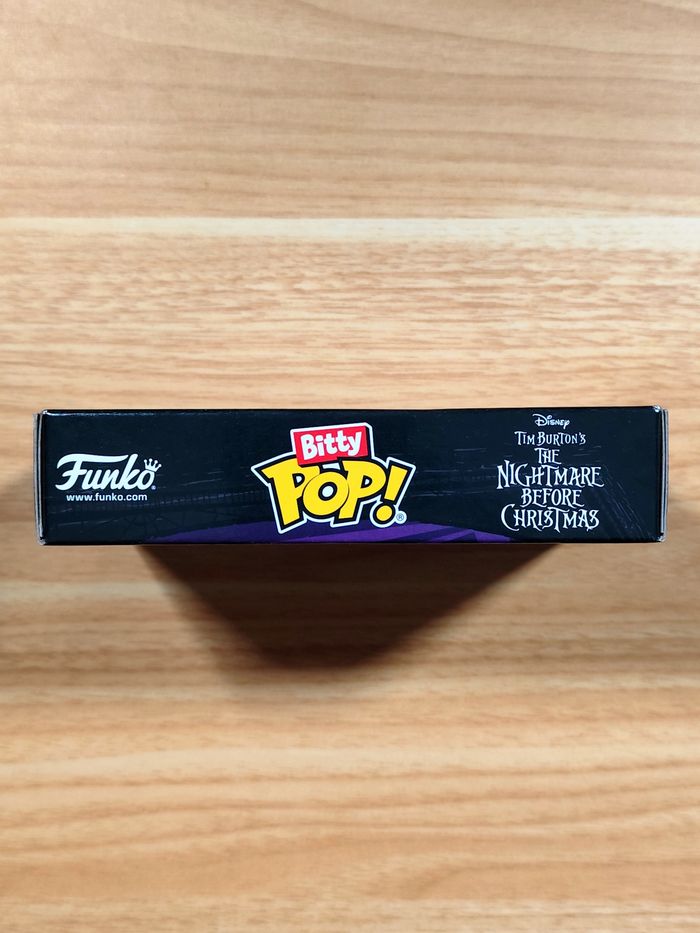 Funko®
www.funko.com
Bitty
POP!®
Disney
TIM BURTON'S
THE
NIGHTMARE
BEFORE
CHRISTMAS